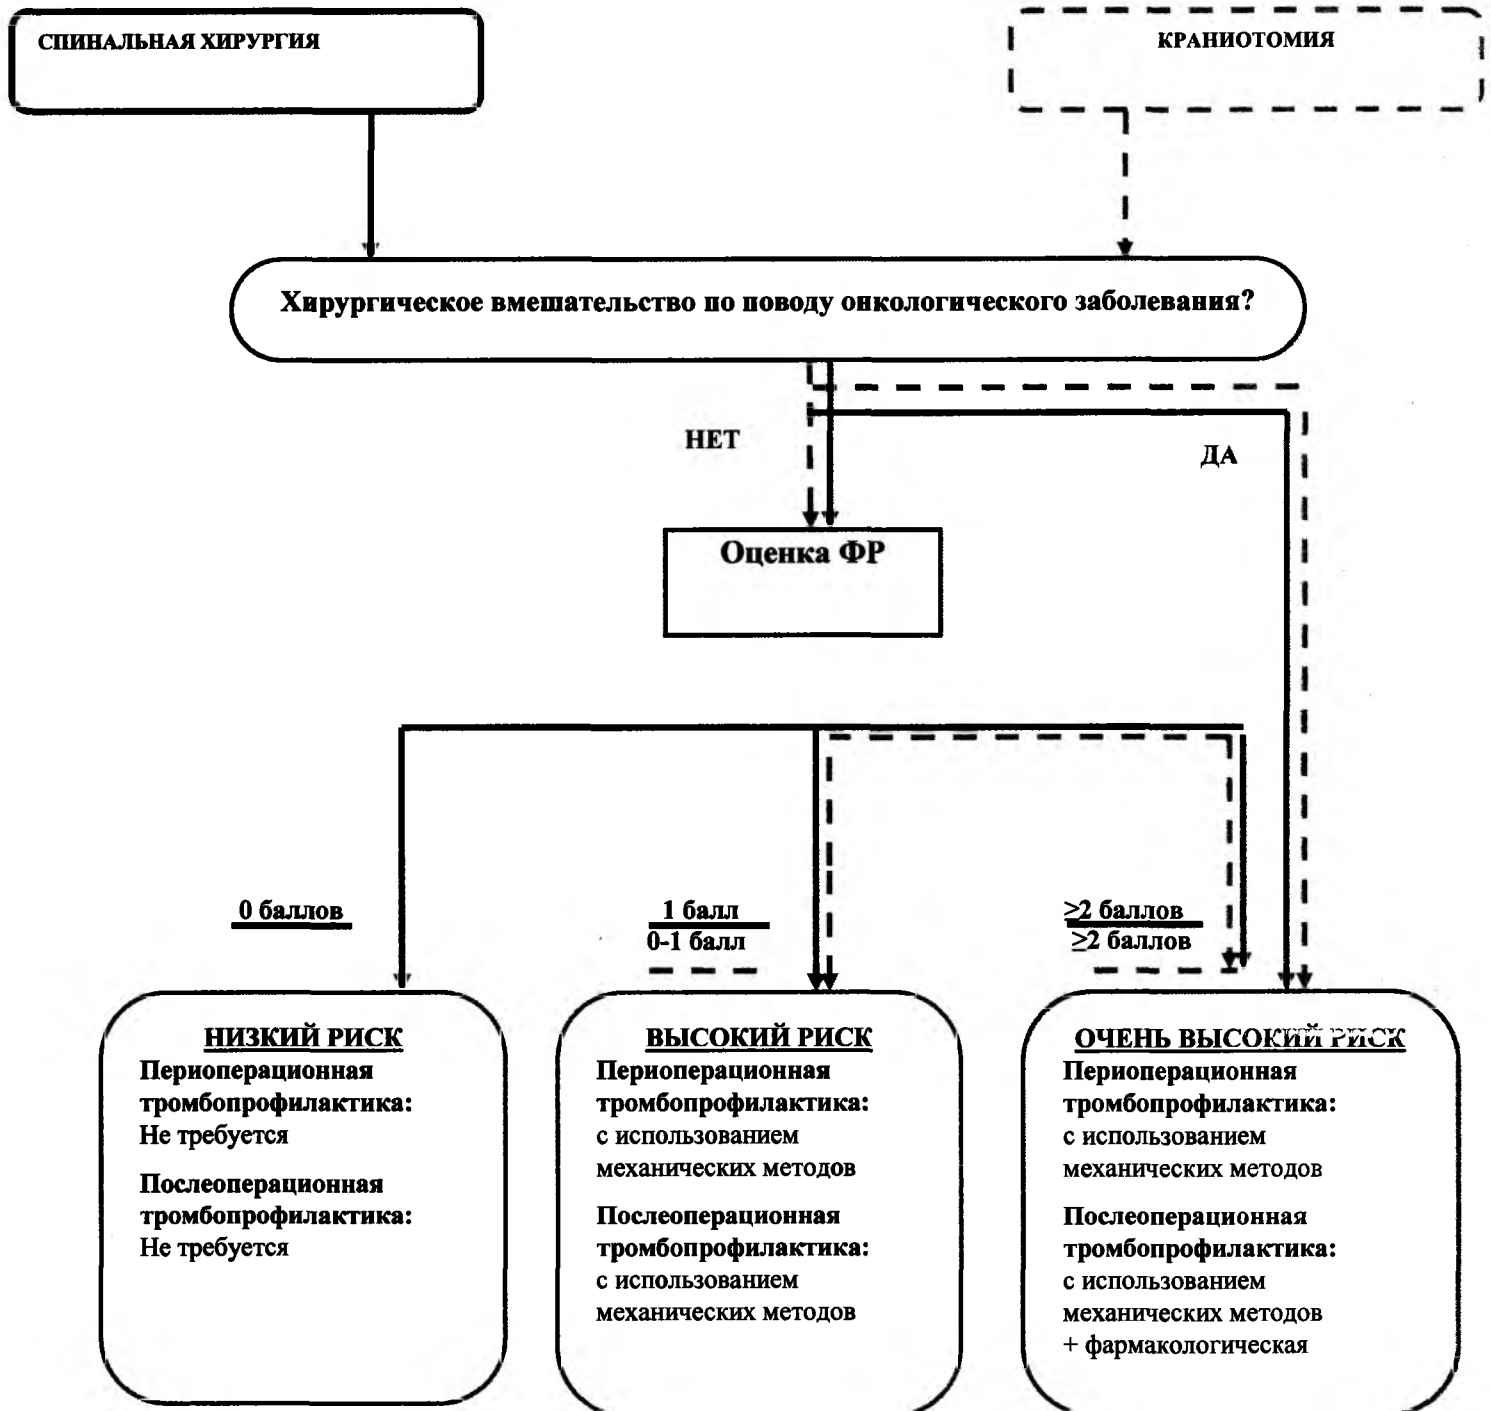 СПИНАЛЬНАЯ ХИРУРГИЯ
КРАНИОТОМИЯ
Хирургическое вмешательство по поводу онкологического заболевания?
НЕТ
ДА
Оценка ФР
0 баллов
1 балл
0-1 балл
≥2 баллов
≥2 баллов
НИЗКИЙ РИСК
Периоперационная
тромбопрофилактика:
Не требуется
Послеоперационная
тромбопрофилактика:
Не требуется
ВЫСОКИЙ РИСК
Периоперационная
тромбопрофилактика:
с использованием
механических методов
Послеоперационная
тромбопрофилактика:
с использованием
механических методов
ОЧЕНЬ ВЫСОКИЙ РИСК
Периоперационная
тромбопрофилактика:
с использованием
механических методов
Послеоперационная
тромбопрофилактика:
с использованием
механических методов
+ фармакологическая